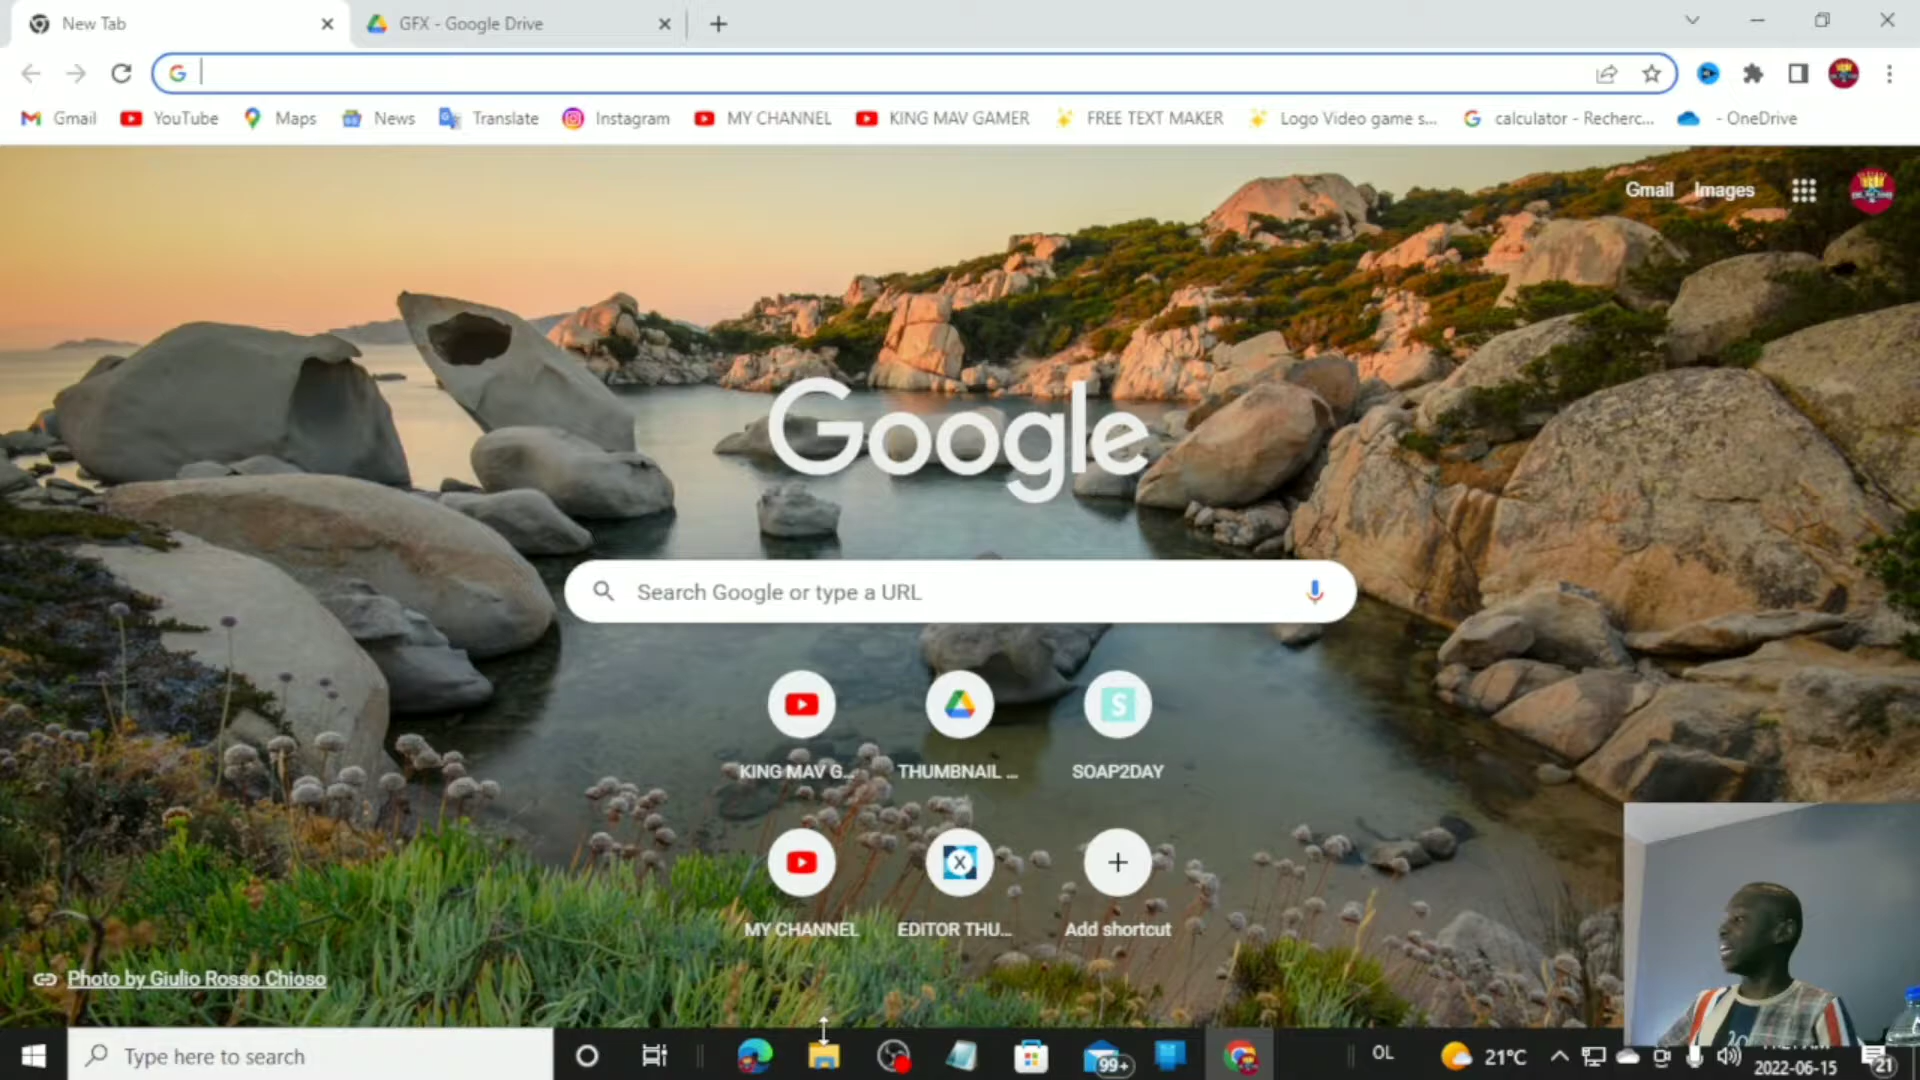 New Tab
GFX - Google Drive
Gmail
YouTube
Maps
News
Translate
Instagram
MY CHANNEL
KING MAV GAMER
FREE TEXT MAKER
Logo Video game s...
calculator - Recherc...
- OneDrive
Gmail
Images
Google
Search Google or type a URL
KING MAV G...
THUMBNAIL ...
S
SOAP2DAY
MY CHANNEL
X
EDITOR THU...
Add shortcut
Photo by Giulio Rosso Chioso
Type here to search
99+
OL
21°C
2022-06-15
21